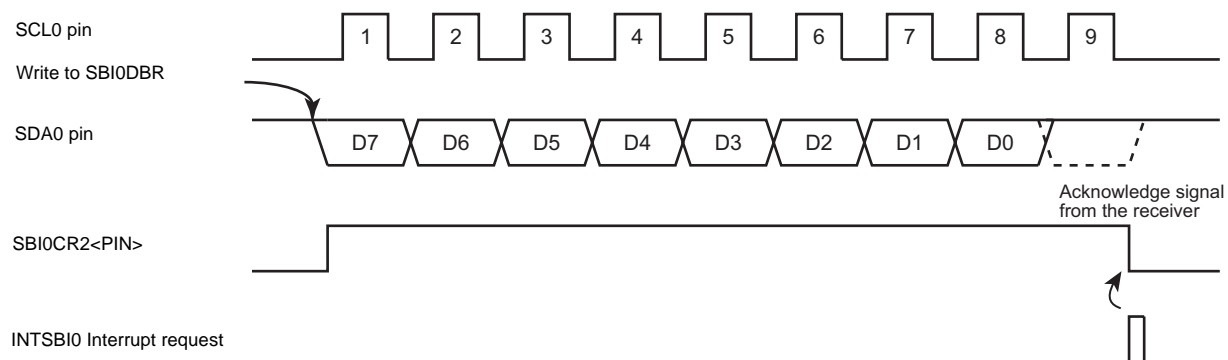 SCL0 pin
1 2 3 4 5 6 7 8 9
Write to SBI0DBR
SDA0 pin
D7 D6 D5 D4 D3 D2 D1 D0
Acknowledge signal
from the receiver
SBI0CR2<PIN>
INTSBI0 Interrupt request